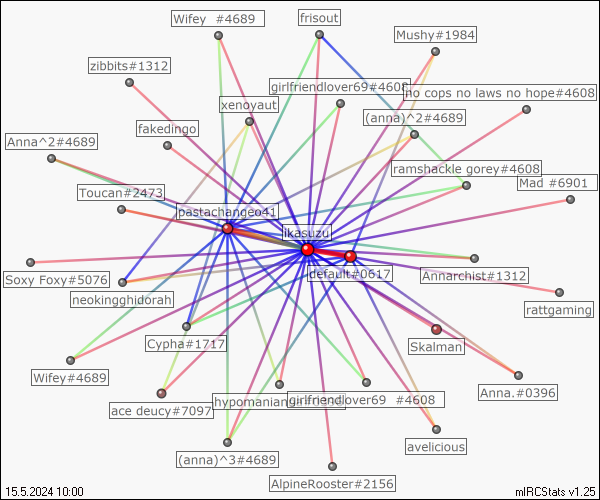 Wifey #4689
frisout
Mushy#1984
zibbits#1312
girlfriendlover69#4608
no cops no laws no hope#4608
xenoyaut
(anna)^2#4689
fakedingo
Anna^2#4689
ramshackle gorey#4608
Mad #6901
Toucan#2473
pastachangeo41
ikasuzu
Soxy Foxy#5076
default#0617
Annarchist#1312
neokingghidorah
rattgaming
Cypha#1717
Skalman
Wifey#4689
Anna.#0396
ace deucy#7097
girlfriendlover69 #4608
avelicious
(anna)^3#4689
AlpineRooster#2156
15.5.2024 10:00
mIRCStats v1.25